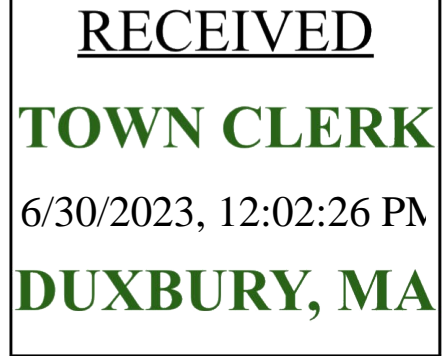 RECEIVED
TOWN CLERK
6/30/2023, 12:02:26 PM
DUXBURY, MA